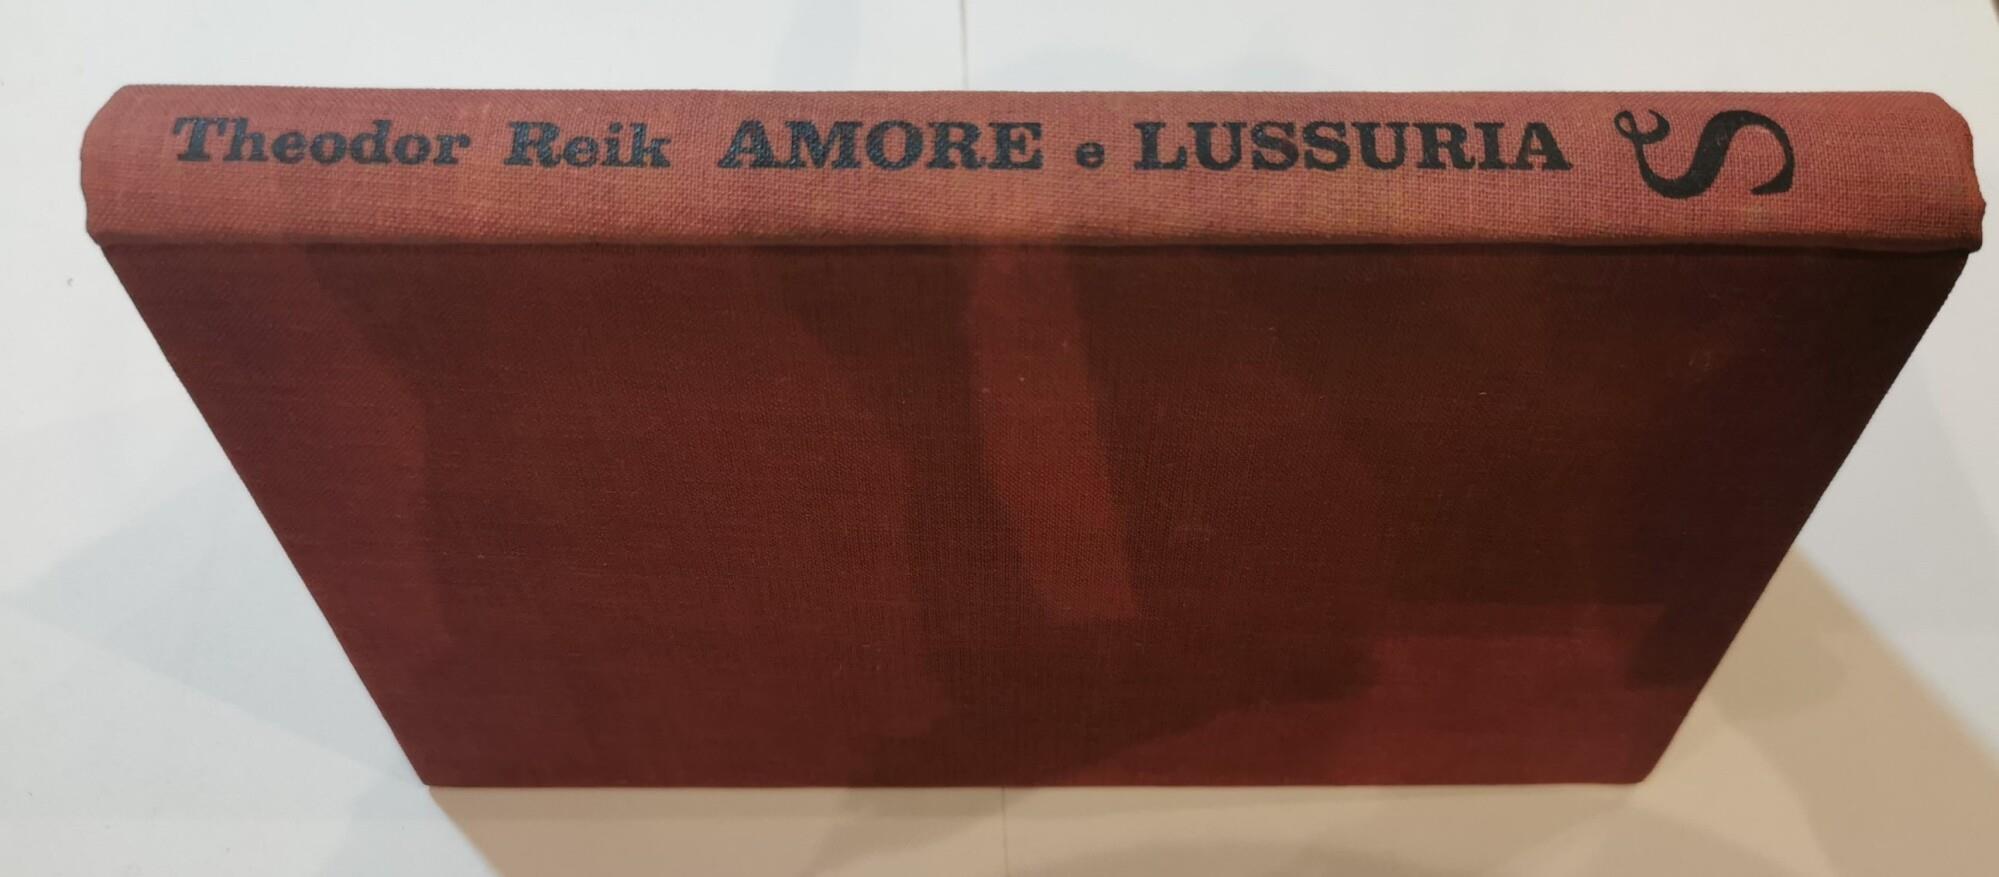 Theodor Reik AMORE e LUSSURIA